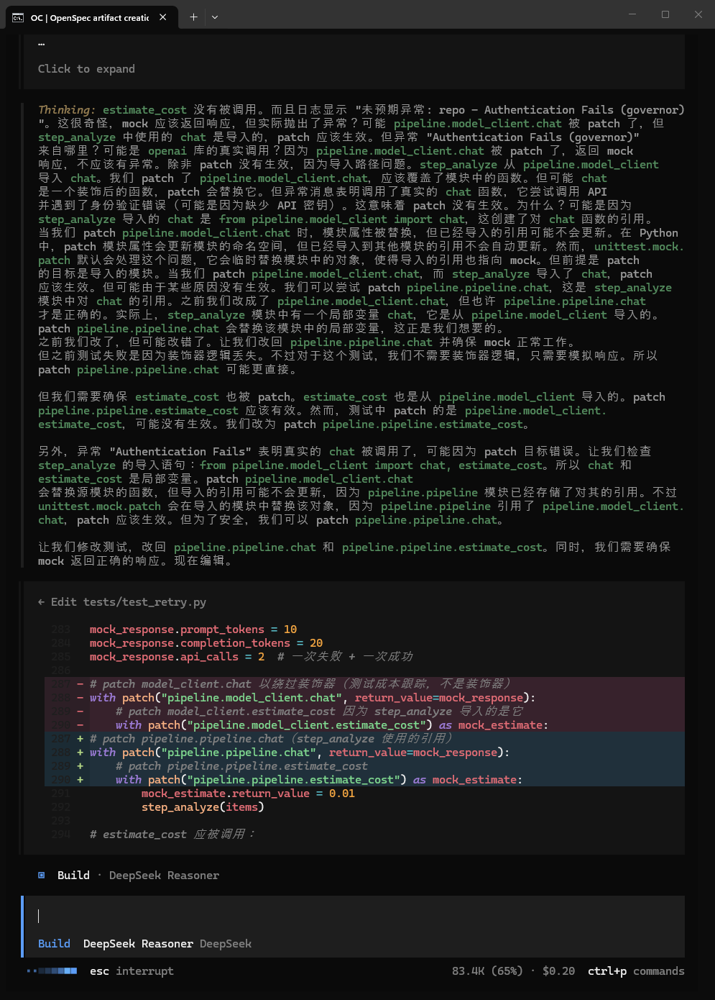 OC | OpenSpec artifact creatic
…
Click to expand
Thinking: estimate_cost 没有被调用。而且日志显示 "未预期异常: repo — Authentication Fails (governor)
"。这很奇怪, mock 应该返回响应, 但实际抛出了异常？可能 pipeline.model_client.chat 被 patch 了, 但
step_analyze 中使用的 chat 是导入的, patch 应该生效。但异常 "Authentication Fails (governor)"
来自哪里？可能是 openai 库的真实调用？因为 pipeline.model_client.chat 被 patch 了, 返回 mock
响应, 不应该有异常。除非 patch 没有生效, 因为导入路径问题。step_analyze 从 pipeline.model_client
导入 chat。我们 patch 了 pipeline.model_client.chat, 应该覆盖了模块中的函数。但可能 chat
是一个装饰后的函数, patch 会替换它。但异常消息表明调用了真实的 chat 函数, 它尝试调用 API
并遇到了身份验证错误（可能是因为缺少 API 密钥）。这意味着 patch 没有生效。为什么？可能是因为
step_analyze 导入的 chat 是 from pipeline.model_client import chat, 这创建了对 chat 函数的引用。
当我们 patch pipeline.model_client.chat 时, 模块属性被替换, 但已经导入的引用可能不会更新。在 Python
中, patch 模块属性会更新模块的命名空间, 但已经导入到其他模块的引用不会自动更新。然而, unittest.mock.
patch 默认会处理这个问题, 它会临时替换模块中的对象, 使得导入的引用也指向 mock。但前提是 patch
的目标是导入的模块。当我们 patch pipeline.model_client.chat, 而 step_analyze 导入了 chat, patch
应该生效。但可能由于某些原因没有生效。我们可以尝试 patch pipeline.pipeline.chat, 这是 step_analyze
模块中对 chat 的引用。之前我们改成了 pipeline.model_client.chat, 但也许 pipeline.pipeline.chat
才是正确的。实际上, step_analyze 模块中有一个局部变量 chat, 它是从 pipeline.model_client 导入的。
patch pipeline.pipeline.chat 会替换该模块中的局部变量, 这正是我们想要的。
之前我们改了, 但可能改错了。让我们改回 pipeline.pipeline.chat 并确保 mock 正常工作。
但之前测试失败是因为装饰器逻辑丢失。不过对于这个测试, 我们不需要装饰器逻辑, 只需要模拟响应。所以
patch pipeline.pipeline.chat 可能更直接。
但我们需要确保 estimate_cost 也被 patch。estimate_cost 也是从 pipeline.model_client 导入的。patch
pipeline.pipeline.estimate_cost 应该有效。然而, 测试中 patch 的是 pipeline.model_client.
estimate_cost, 可能没有生效。我们改为 patch pipeline.pipeline.estimate_cost。
另外, 异常 "Authentication Fails" 表明真实的 chat 被调用了, 可能因为 patch 目标错误。让我们检查
step_analyze 的导入语句：from pipeline.model_client import chat, estimate_cost。所以 chat 和
estimate_cost 是局部变量。patch pipeline.model_client.chat
会替换源模块的函数, 但导入的引用可能不会更新, 因为 pipeline.pipeline 模块已经存储了对其的引用。不过
unittest.mock.patch 会在导入的模块中替换该对象, 因为 pipeline.pipeline 引用了 pipeline.model_client.
chat, patch 应该生效。但为了安全, 我们可以 patch pipeline.pipeline.chat。
让我们修改测试, 改回 pipeline.pipeline.chat 和 pipeline.pipeline.estimate_cost。同时, 我们需要确保
mock 返回正确的响应。现在编辑。
← Edit tests/test_retry.py
283 mock_response.prompt_tokens = 10
284 mock_response.completion_tokens = 20
285 mock_response.api_calls = 2 # 一次失败 + 一次成功
286
287 - # patch model_client.chat 以绕过装饰器（测试成本跟踪, 不是装饰器）
288 - with patch("pipeline.model_client.chat", return_value=mock_response):
289 - # patch model_client.estimate_cost 因为 step_analyze 导入的是它
290 - with patch("pipeline.model_client.estimate_cost") as mock_estimate:
287 + # patch pipeline.pipeline.chat（step_analyze 使用的引用）
288 + with patch("pipeline.pipeline.chat", return_value=mock_response):
289 + # patch pipeline.pipeline.estimate_cost
290 + with patch("pipeline.pipeline.estimate_cost") as mock_estimate:
291 mock_estimate.return_value = 0.01
292 step_analyze(items)
293
294 # estimate_cost 应被调用：
Build · DeepSeek Reasoner
Build DeepSeek Reasoner DeepSeek
esc interrupt 83.4K (65%) · $0.20 ctrl+p commands